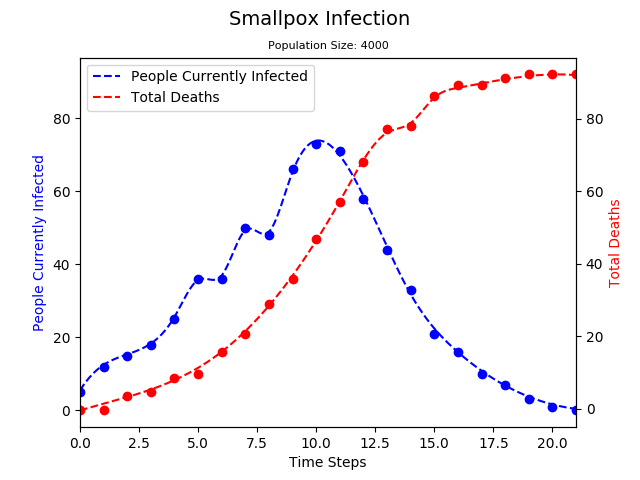 Smallpox Infection
Population Size: 4000
People Currently Infected
Total Deaths
People Currently Infected
80
60
40
20
0
80
60
40
20
0
Total Deaths
0.0 2.5 5.0 7.5 10.0 12.5 15.0 17.5 20.0
Time Steps